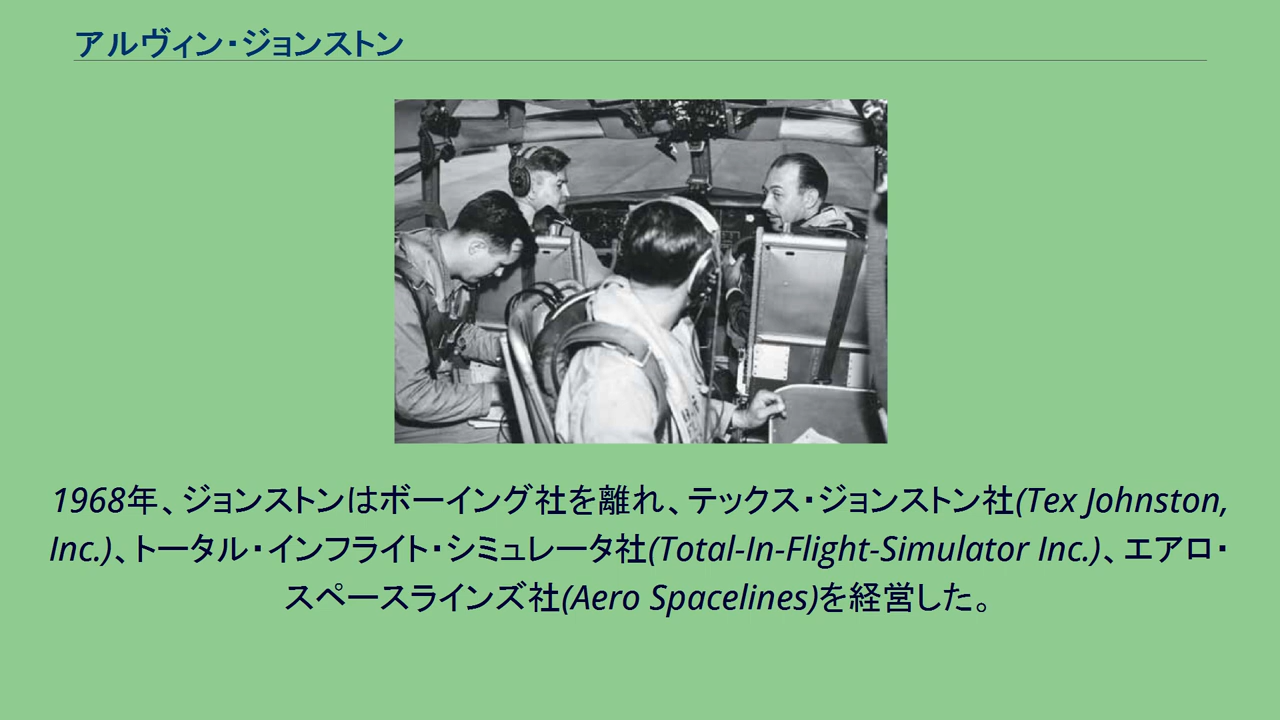 アルヴィン・ジョンストン
1968年、ジョンストンはボーイング社を離れ、テックス・ジョンストン社(Tex Johnston,
Inc.)、トータル・インフライト・シミュレータ社(Total-In-Flight-Simulator Inc.)、エアロ・
スペースラインズ社(Aero Spacelines)を経営した。